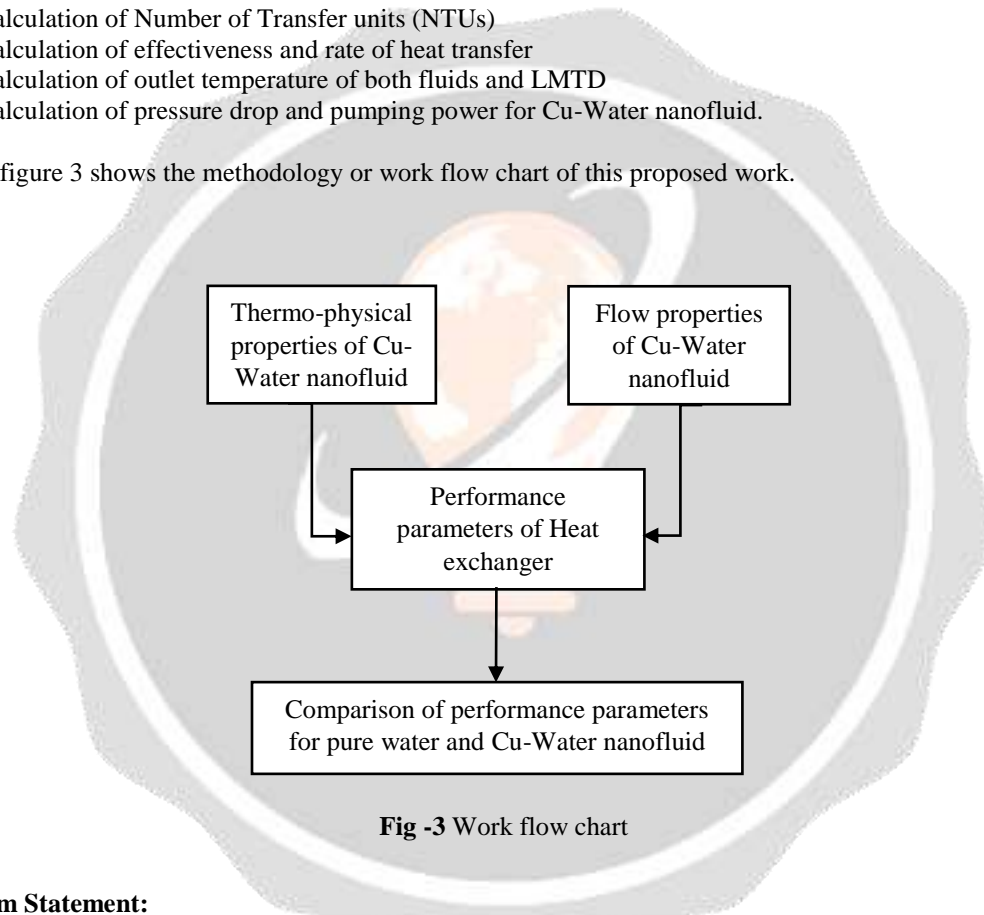 alculation of Number of Transfer units (NTUs)
alculation of effectiveness and rate of heat transfer
alculation of outlet temperature of both fluids and LMTD
alculation of pressure drop and pumping power for Cu-Water nanofluid.
figure 3 shows the methodology or work flow chart of this proposed work.
Thermo-physical
properties of Cu-
Water nanofluid
Flow properties
of Cu-Water
nanofluid
Performance
parameters of Heat
exchanger
Comparison of performance parameters
for pure water and Cu-Water nanofluid
Fig -3 Work flow chart
m Statement: